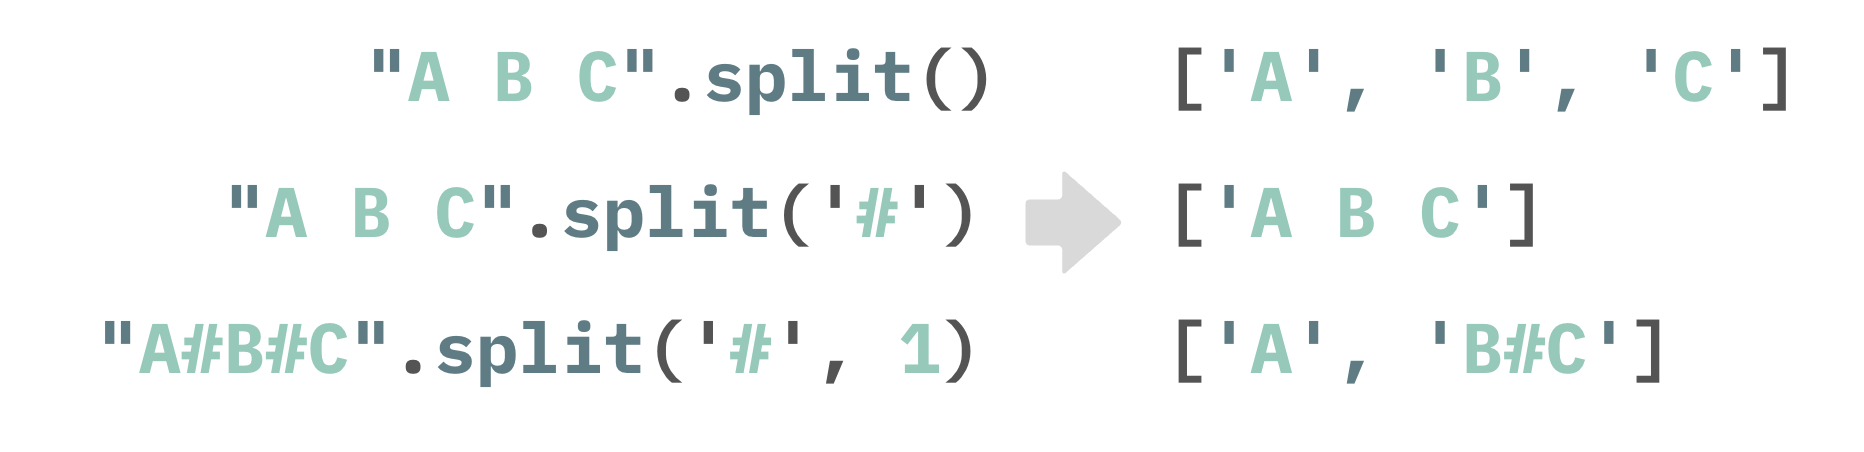 "A B C".split() ['A', 'B', 'C']
"A B C".split('#') ['A B C']
"A#B#C".split('#', 1) ['A', 'B#C']